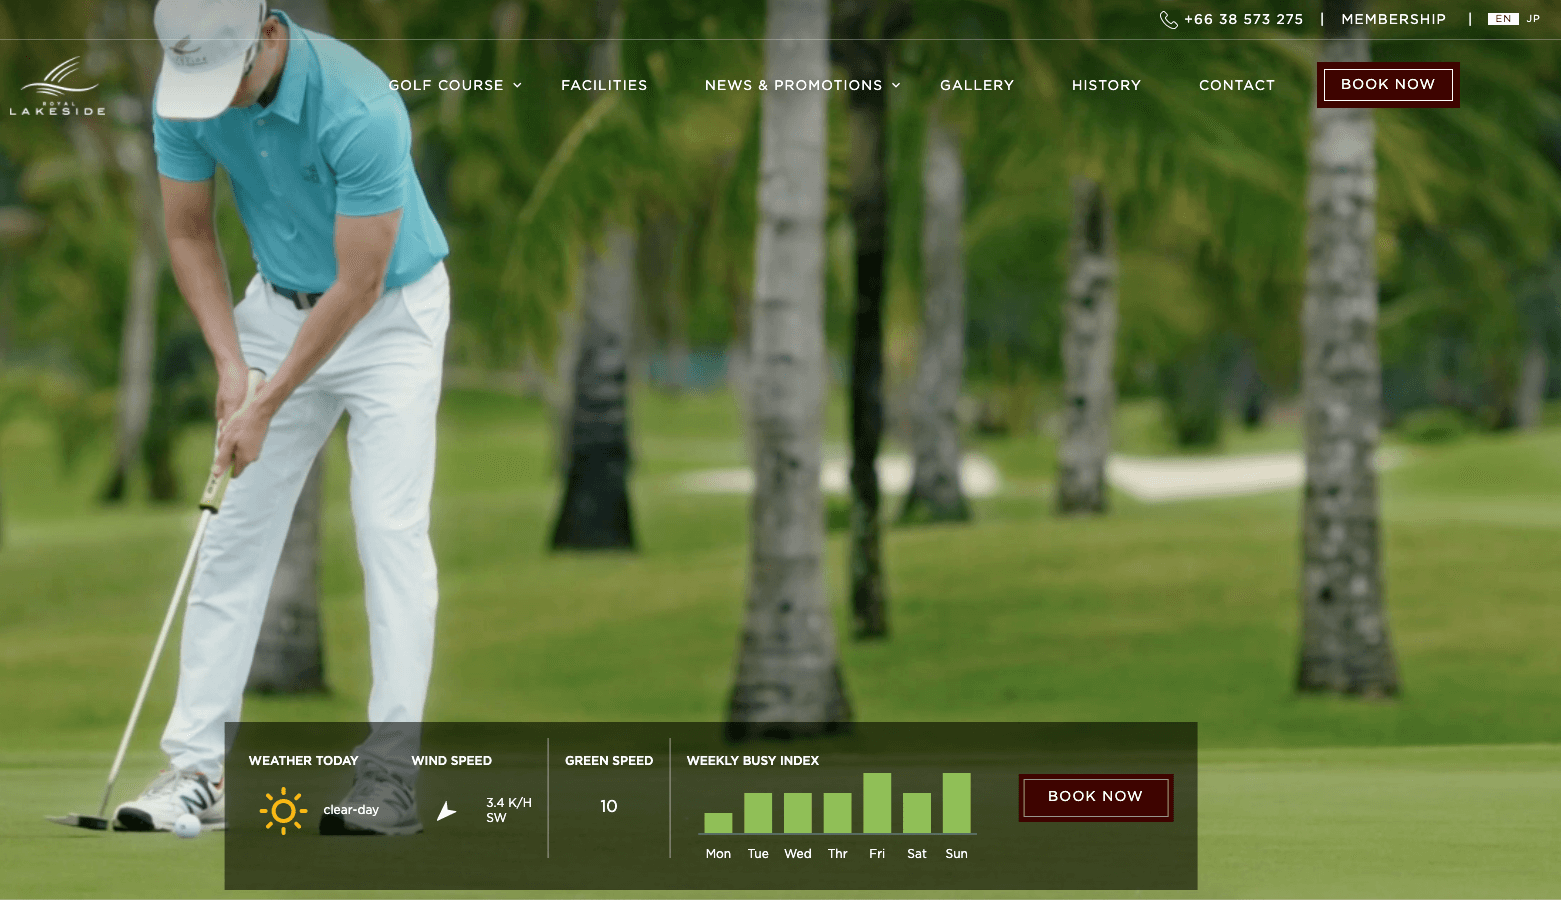 +66 38 573 275 | MEMBERSHIP | EN JP
ROYAL
LAKESIDE
GOLF COURSE FACILITIES NEWS & PROMOTIONS GALLERY HISTORY CONTACT BOOK NOW
WEATHER TODAY
clear-day
WIND SPEED
3.4 K/H
SW
GREEN SPEED
10
WEEKLY BUSY INDEX
Mon Tue Wed Thr Fri Sat Sun
BOOK NOW